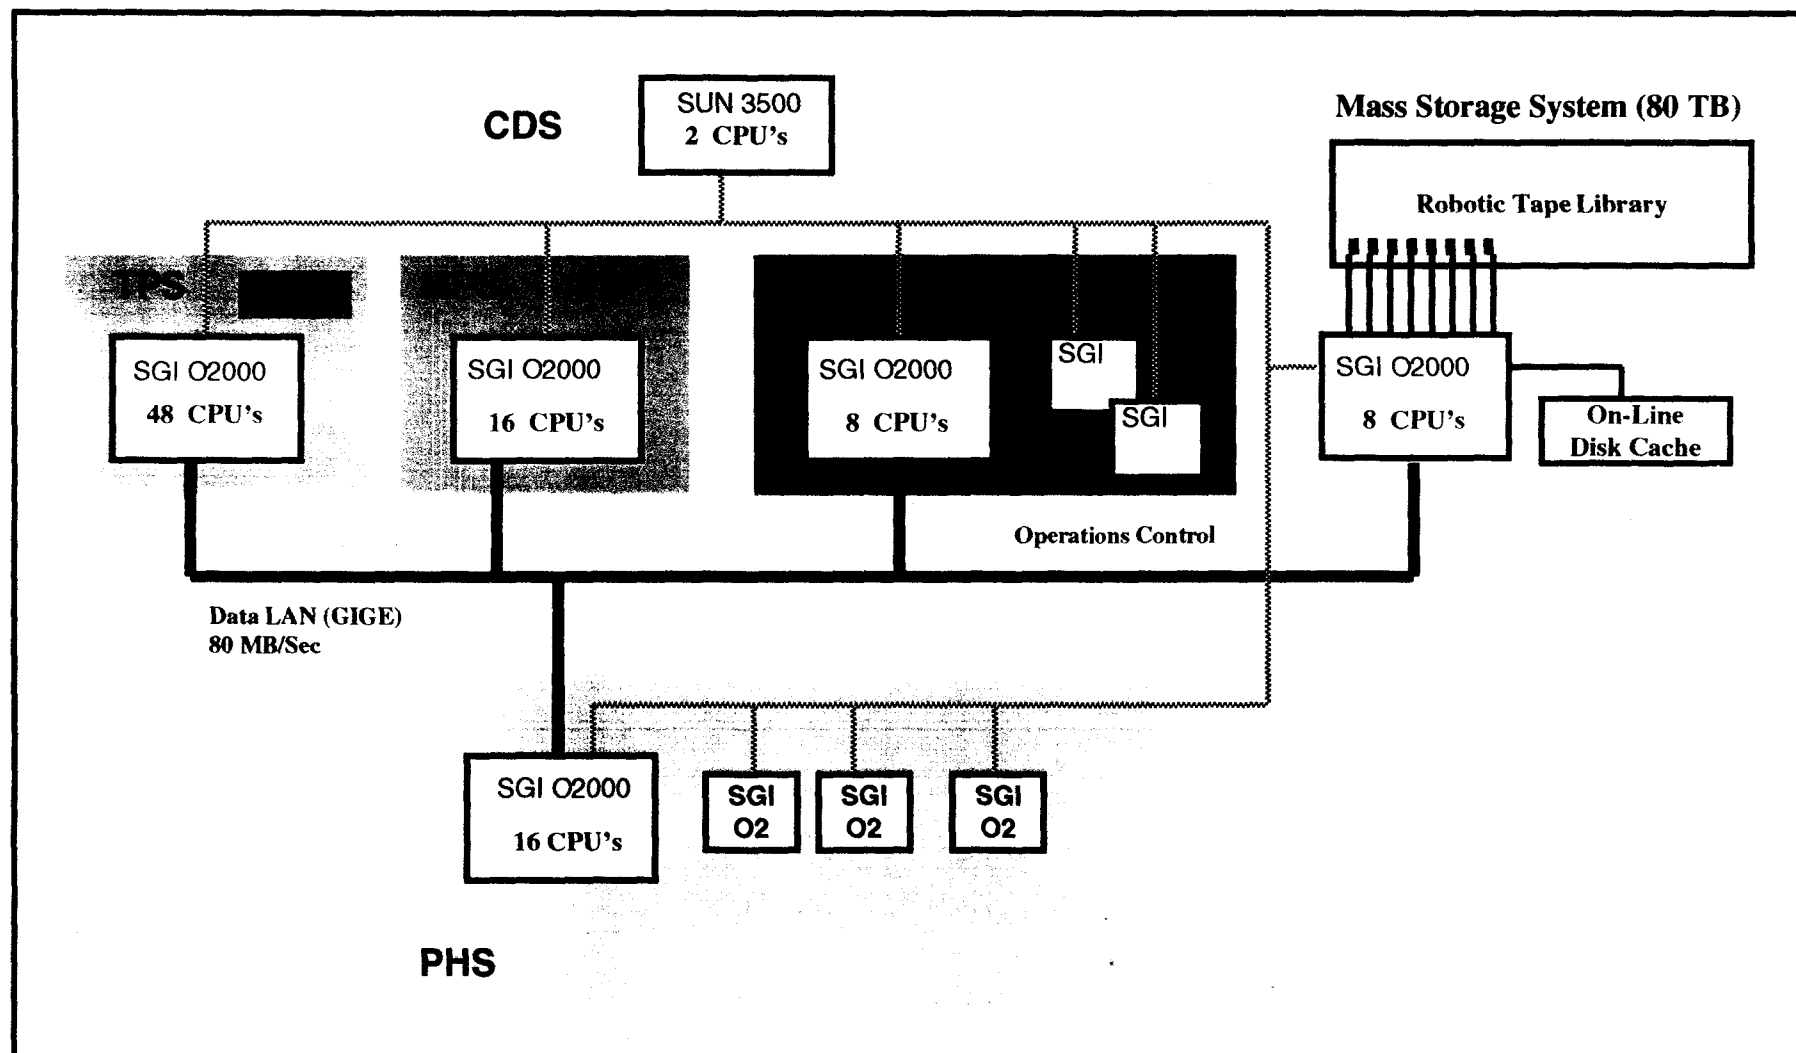 CDS
SUN 3500
2 CPU's
Mass Storage System (80 TB)
Robotic Tape Library
TPS
SGI O2000
48 CPU's
SGI O2000
16 CPU's
SGI O2000
8 CPU's
SGI
SGI
SGI O2000
8 CPU's
On-Line
Disk Cache
Operations Control
Data LAN (GIGE)
80 MB/Sec
SGI O2000
16 CPU's
SGI
O2
SGI
O2
SGI
O2
PHS